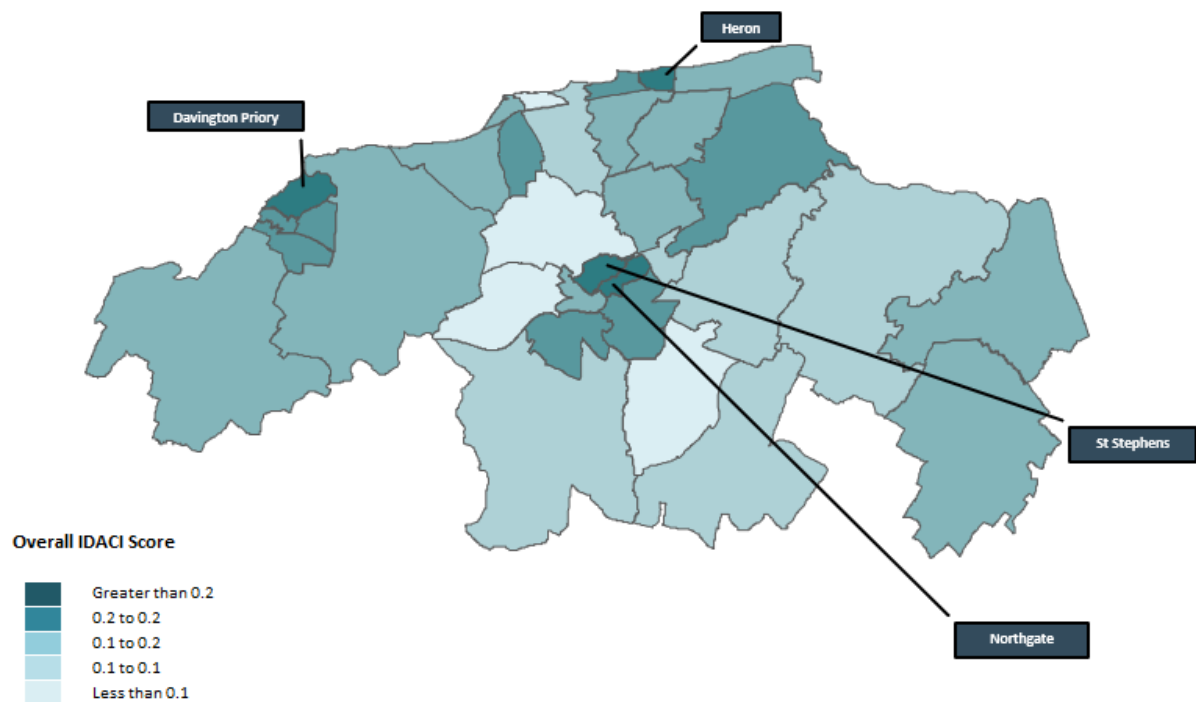 Heron
Davington Priory
St Stephens
Northgate
Overall IDACI Score
Greater than 0.2
0.2 to 0.2
0.1 to 0.2
0.1 to 0.1
Less than 0.1